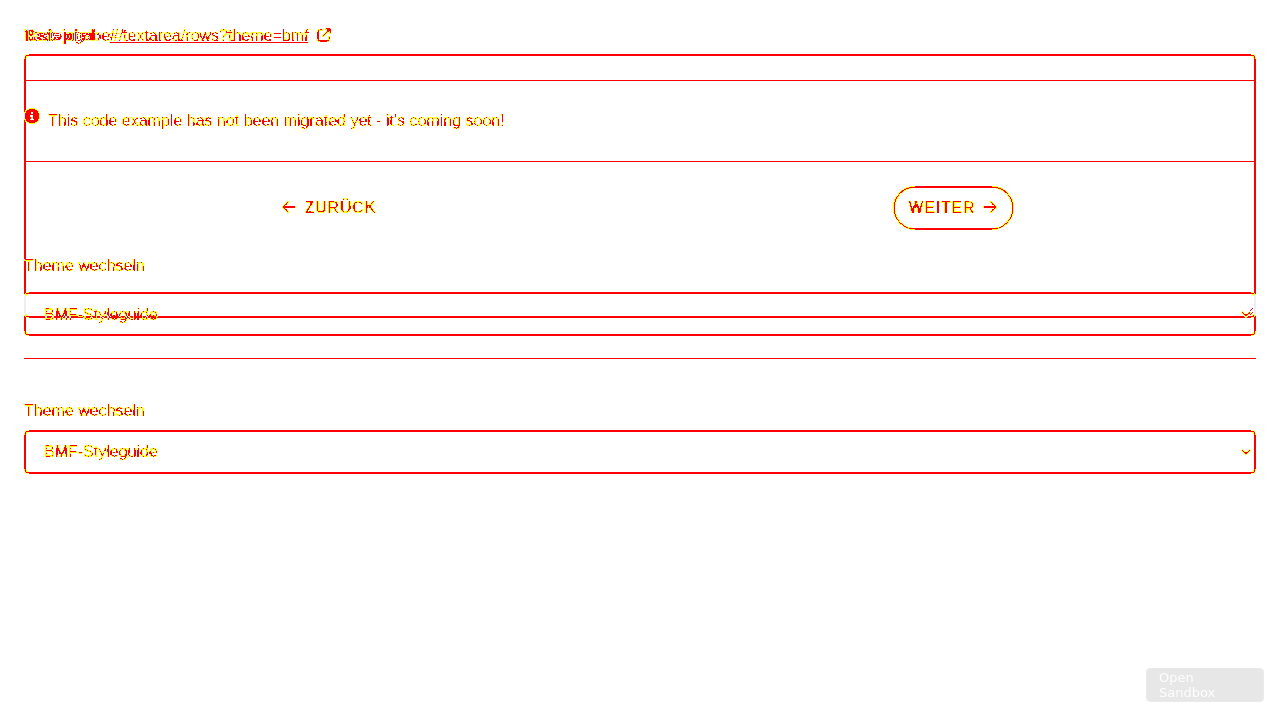 #/textarea/rows?theme=bmf
This code example has not been migrated yet - it's coming soon!
ZURÜCK
WEITER
Theme wechseln
BMF-Styleguide
Theme wechseln
BMF-Styleguide
Open
Sandbox